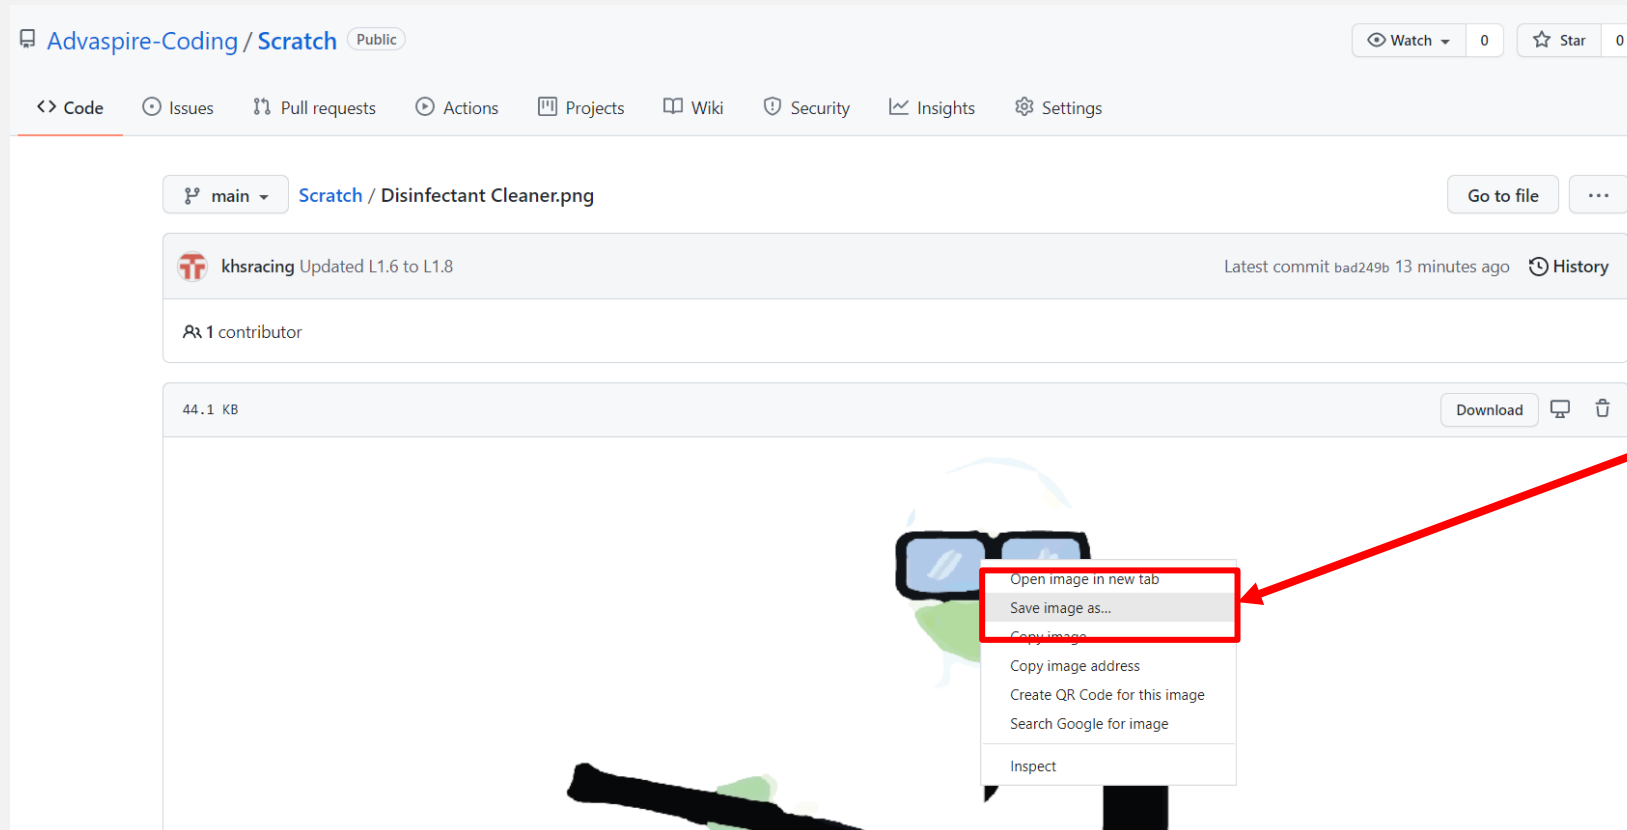 Advaspire-Coding / Scratch Public Watch 0 Star 0
Code Issues Pull requests Actions Projects Wiki Security Insights Settings
main Scratch / Disinfectant Cleaner.png Go to file ...
khsracing Updated L1.6 to L1.8 Latest commit bad249b 13 minutes ago History
1 contributor
44.1 KB Download
Open image in new tab
Save image as...
Copy image
Copy image address
Create QR Code for this image
Search Google for image
Inspect